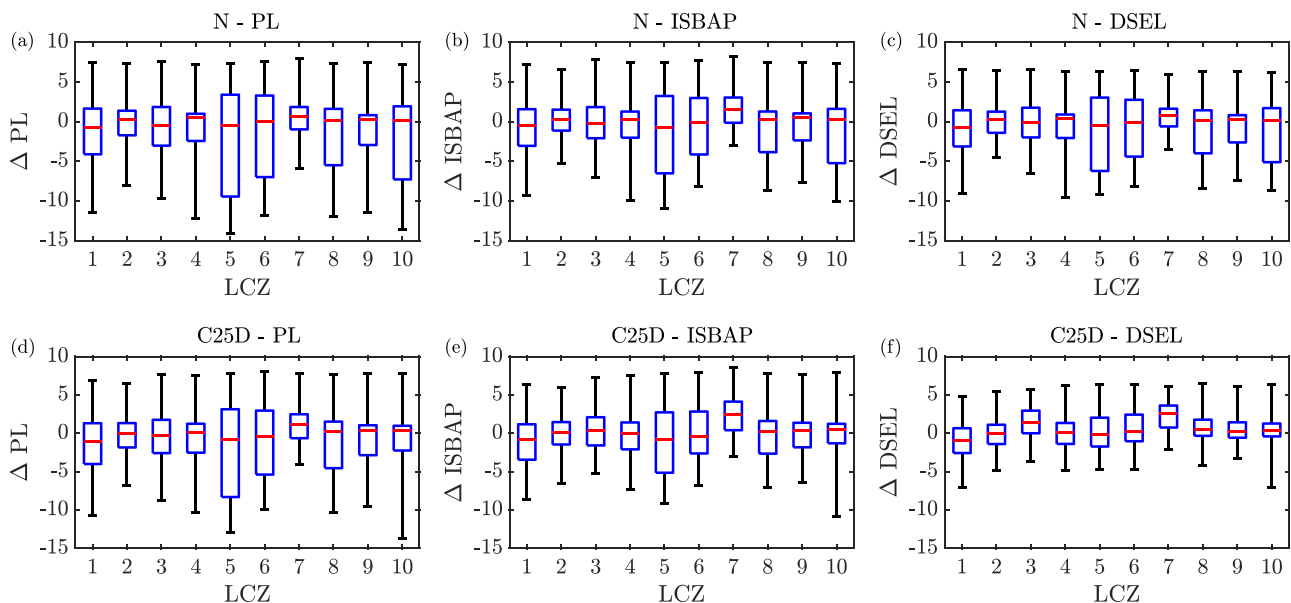 N - PL
N - ISBAP
N - DSEL
(a)
(b)
(c)
10
5
0
-5
-10
-15
Δ PL
1 2 3 4 5 6 7 8 9 10
LCZ
10
5
0
-5
-10
-15
Δ ISBAP
1 2 3 4 5 6 7 8 9 10
LCZ
10
5
0
-5
-10
-15
Δ DSEL
1 2 3 4 5 6 7 8 9 10
LCZ
C25D - PL
C25D - ISBAP
C25D - DSEL
(d)
(e)
(f)
10
5
0
-5
-10
-15
Δ PL
1 2 3 4 5 6 7 8 9 10
LCZ
10
5
0
-5
-10
-15
Δ ISBAP
1 2 3 4 5 6 7 8 9 10
LCZ
10
5
0
-5
-10
-15
Δ DSEL
1 2 3 4 5 6 7 8 9 10
LCZ